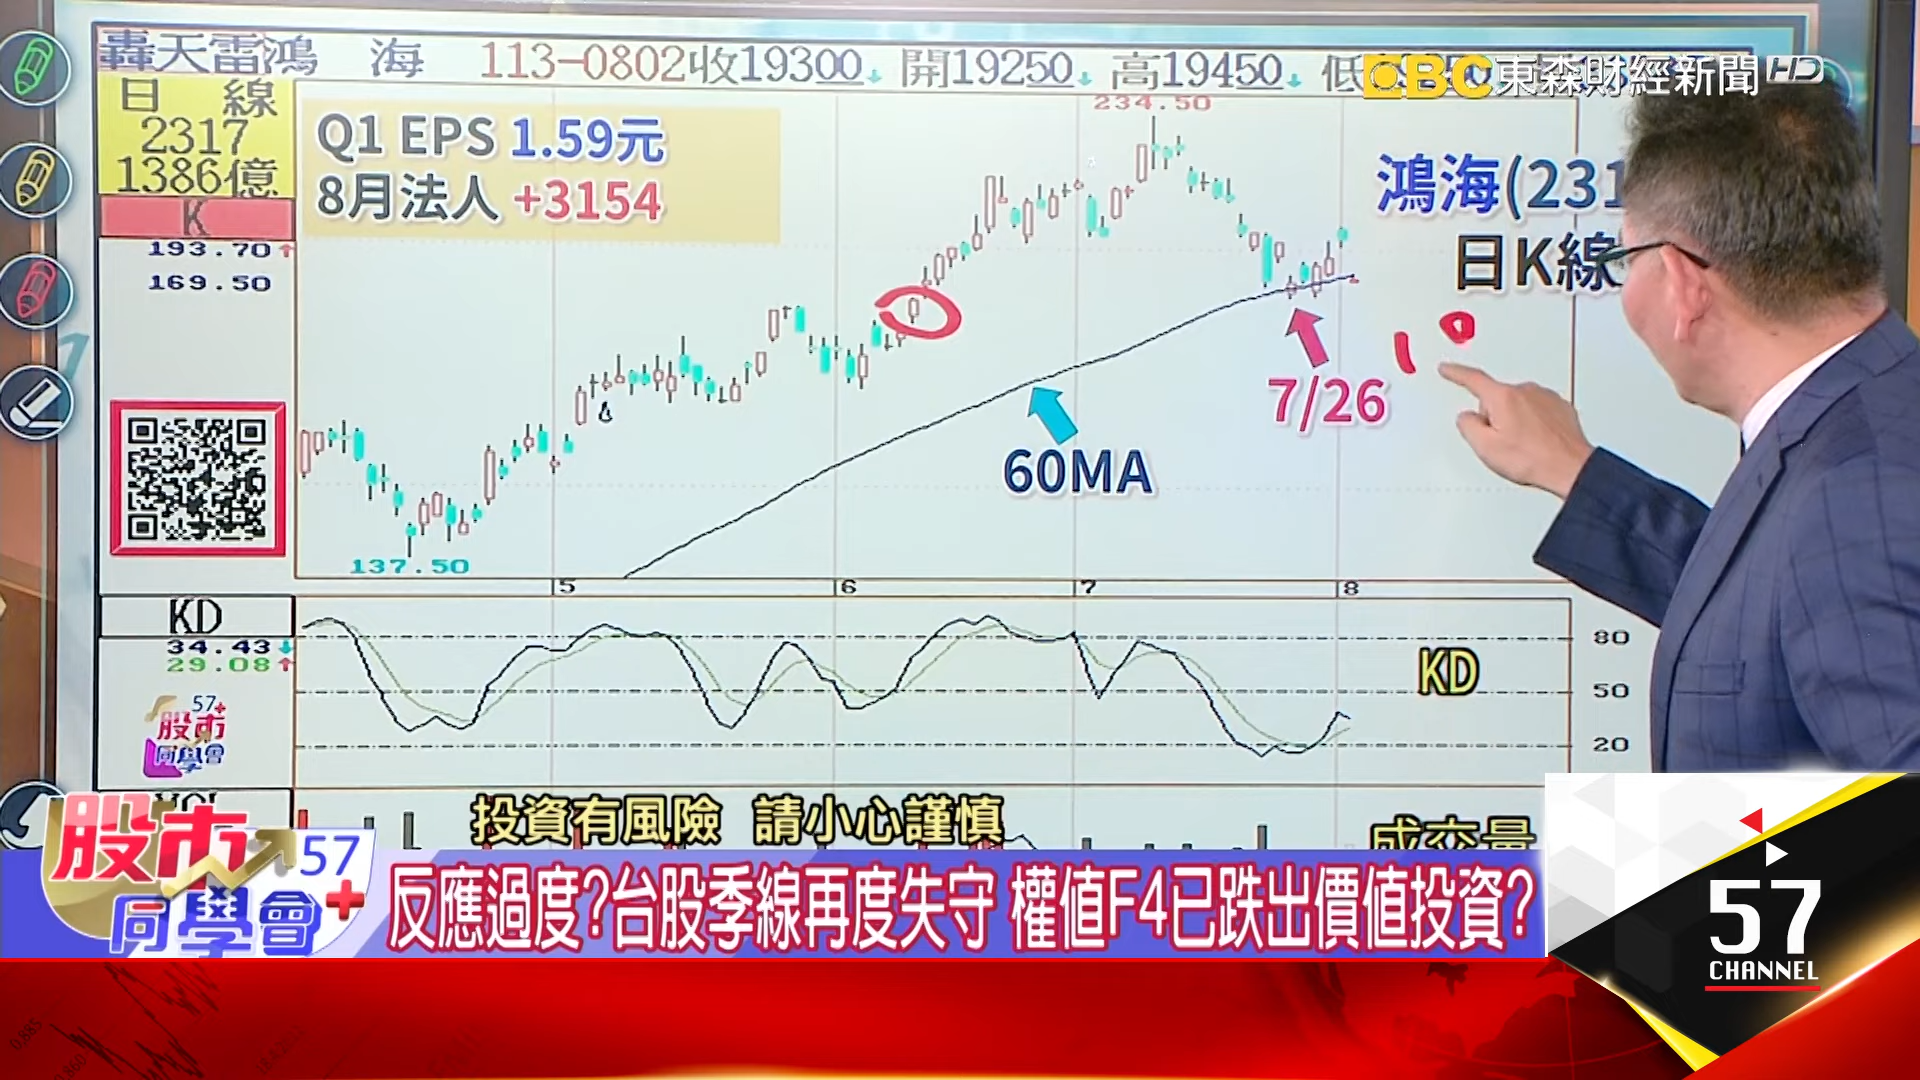 轟天雷鴻 海 113-0802收19300↓ 開19250↓ 高19450↓ 低
EBC東森財經新聞HD
日 線
2317
1386億
K
193.70↑
169.50
Q1 EPS 1.59元
8月法人 +3154
234.50
鴻海(231
日K線
10
7/26
60MA
137.50
5 6 7 8
KD
34.43↓
29.08↑
80
50
20
KD
57+
股市
同學會
投資有風險 請小心謹慎
成交量
股市 57
同學會+
反應過度?台股季線再度失守 權值F4已跌出價值投資?
57
CHANNEL